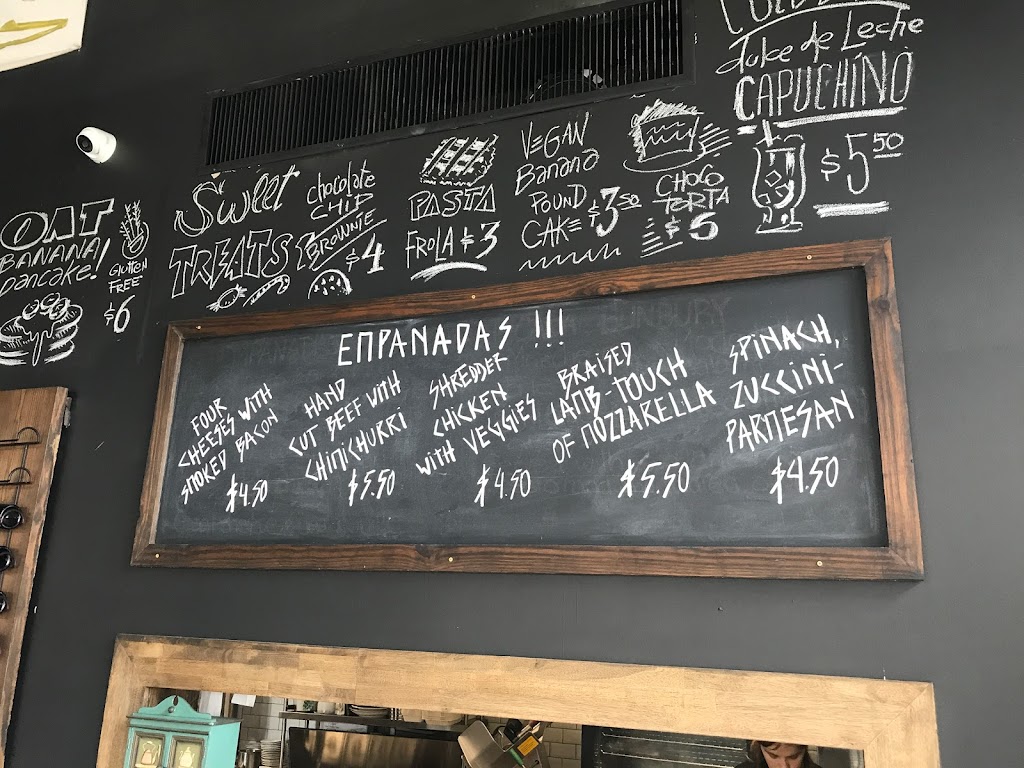 OAT
BANANA
pancake!
GLUTTEN
FREE
$6
Sweet
TREATS
chocolate
CHIP
BROWNIE
$4
PASTA
FROLA $3
VEGAN
Banana
POUND
CAKE $3.50
CHOCO
TORTA
$5
dulce de Leche
CAPUCHINO
$5.50
EMPANADAS !!!
FOUR
CHEESES WITH
SMOKED BACON
$4.50
HAND
CUT BEEF WITH
CHIMICHURRI
$5.50
SHREDDER
CHICKEN
WITH VEGGIES
$4.50
BRAISED
LAMB-TOUCH
OF MOZZARELLA
$5.50
SPINACH,
ZUCCINI-
PARMESAN
$4.50